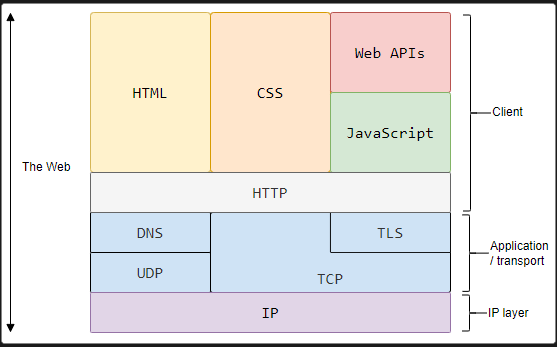 HTML
CSS
Web APIs
JavaScript
Client
The Web
HTTP
DNS
TLS
Application
/ transport
UDP
TCP
IP
IP layer